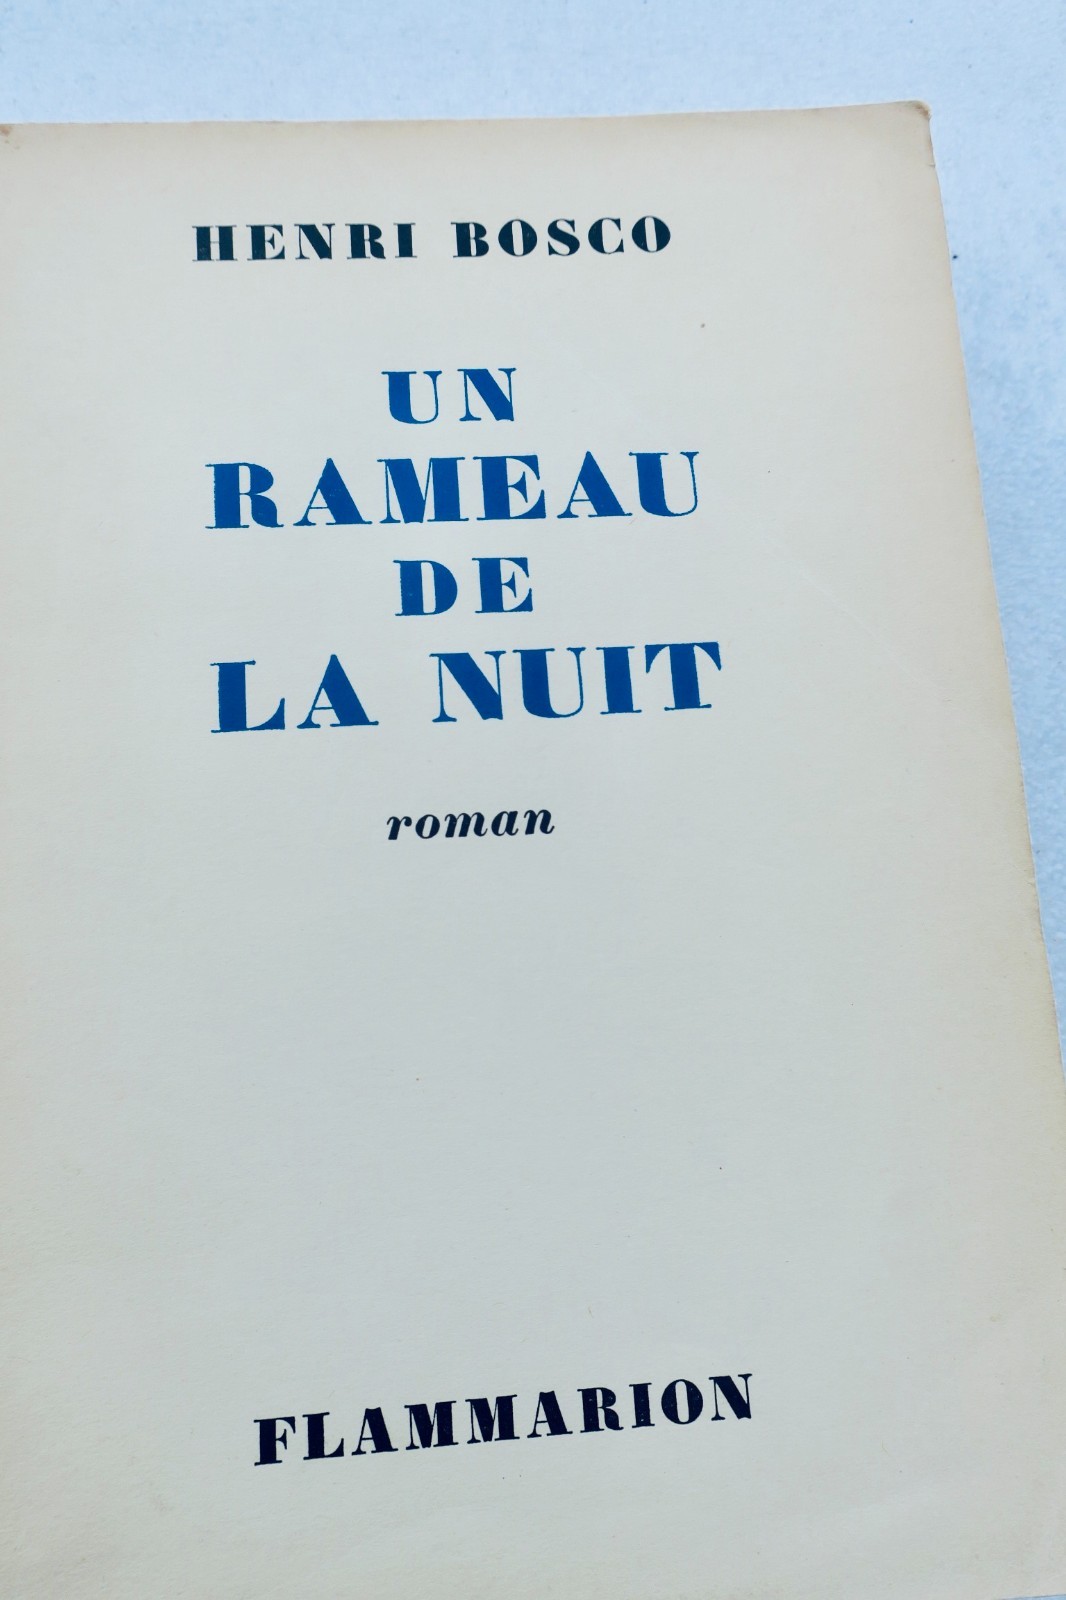 HENRI BOSCO
UN
RAMEAU
DE
LA NUIT
roman
FLAMMARION